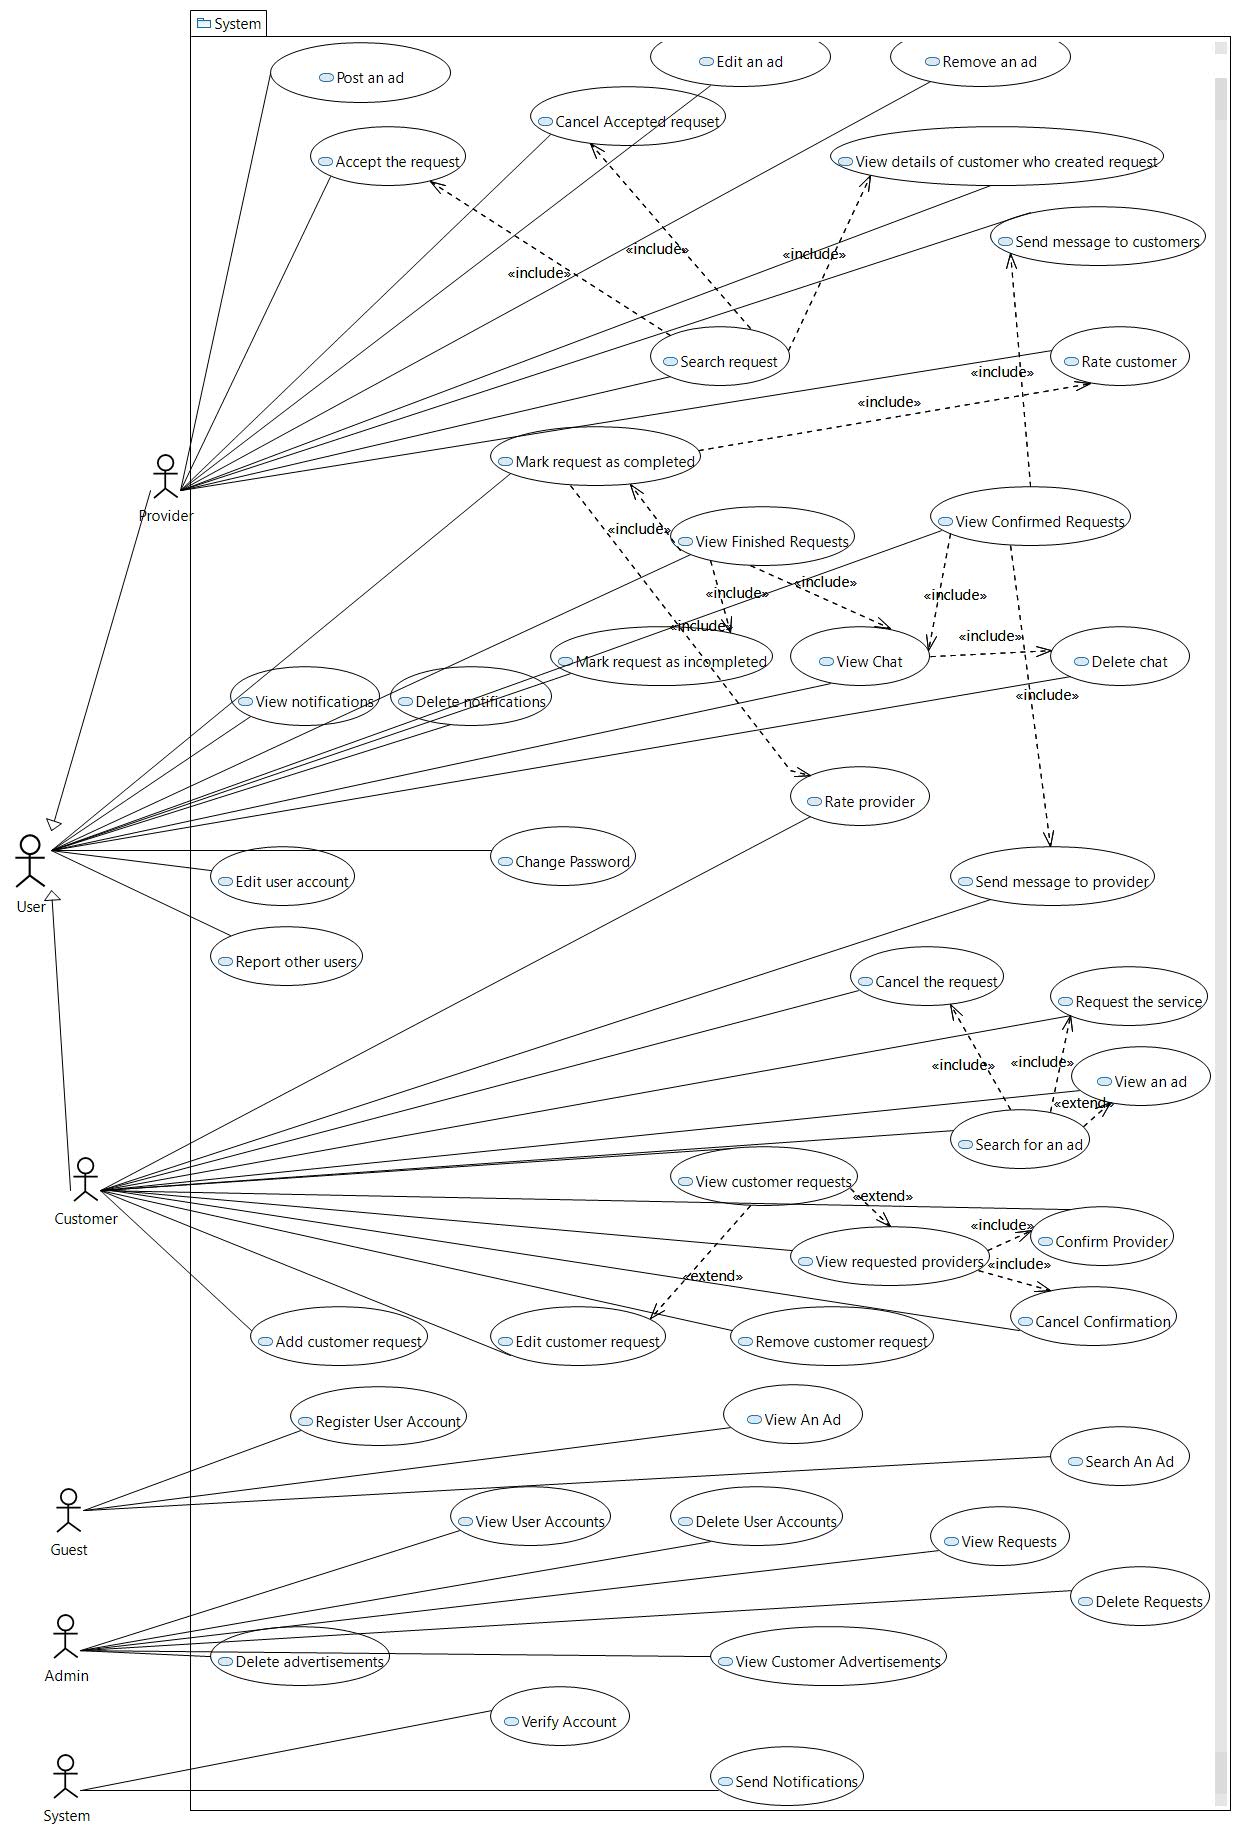 System
Post an ad
Edit an ad
Remove an ad
Cancel Accepted requset
Accept the request
View details of customer who created request
Send message to customers
«include»
«include»
«include»
Search request
Rate customer
«include»
«include»
Mark request as completed
Provider
«include»
View Finished Requests
View Confirmed Requests
«include»
«include»
«include»
«include»
«include»
Mark request as incompleted
View Chat
Delete chat
«include»
View notifications
Delete notifications
Rate provider
Change Password
Edit user account
Send message to provider
User
Report other users
Cancel the request
Request the service
«include»
«include»
View an ad
«extend»
Search for an ad
View customer requests
«extend»
Customer
«include»
Confirm Provider
View requested providers
«include»
«extend»
Cancel Confirmation
Add customer request
Edit customer request
Remove customer request
Register User Account
View An Ad
Search An Ad
View User Accounts
Delete User Accounts
View Requests
Guest
Delete Requests
Delete advertisements
View Customer Advertisements
Admin
Verify Account
Send Notifications
System